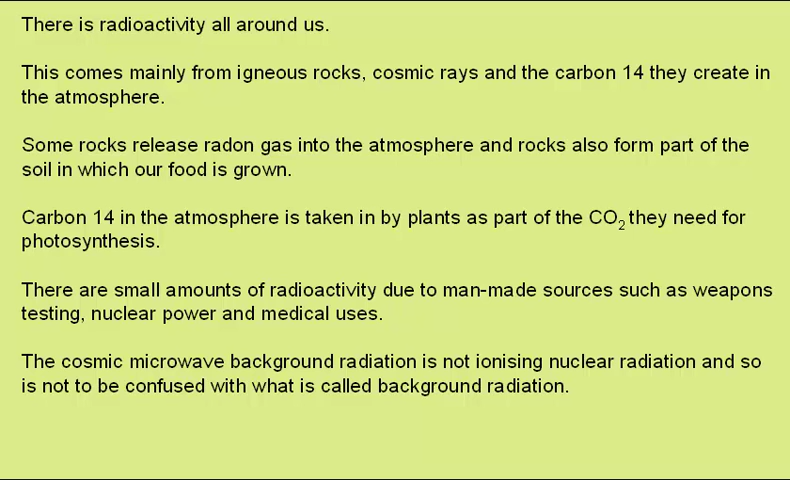 There is radioactivity all around us.
This comes mainly from igneous rocks, cosmic rays and the carbon 14 they create in
the atmosphere.
Some rocks release radon gas into the atmosphere and rocks also form part of the
soil in which our food is grown.
Carbon 14 in the atmosphere is taken in by plants as part of the CO₂ they need for
photosynthesis.
There are small amounts of radioactivity due to man-made sources such as weapons
testing, nuclear power and medical uses.
The cosmic microwave background radiation is not ionising nuclear radiation and so
is not to be confused with what is called background radiation.